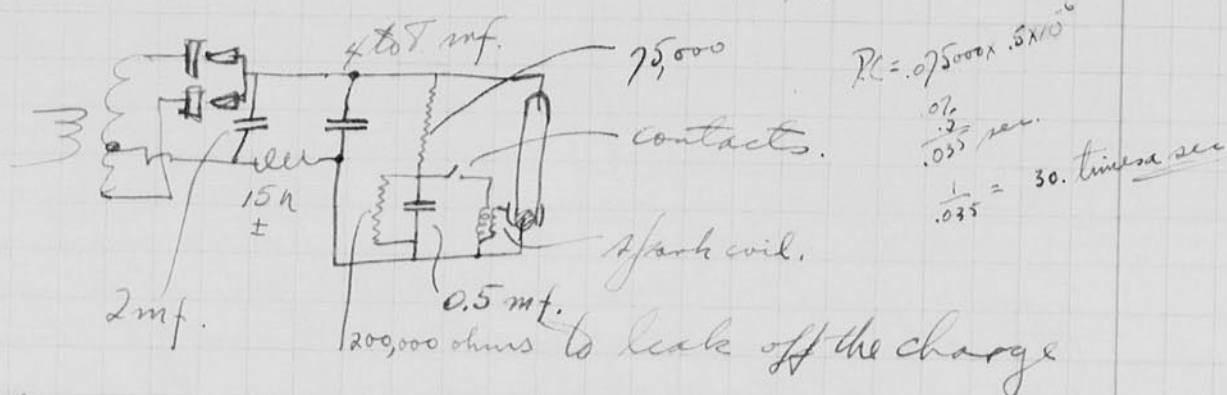 4 to 8 mf.
75,000
contacts.
spark coil.
15 h
±
2 mf.
0.5 mf.
200,000 ohms to leak off the charge
RC = .075000 x .5 x 10⁻⁶
.07
.5
.035 sec.
1/.035 = 30. times a sec